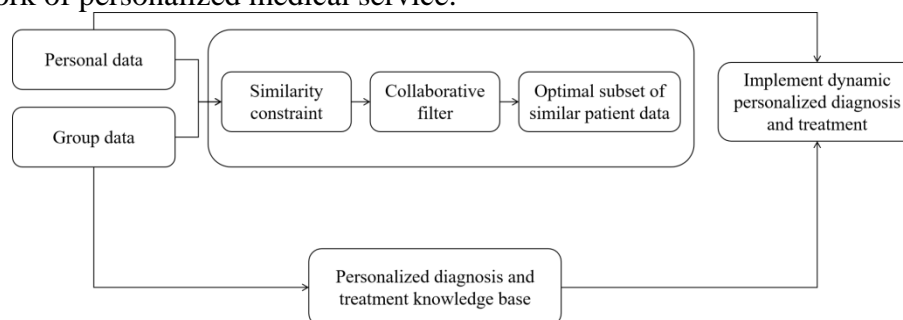 ork of personalized medical service.
Personal data
Group data
Similarity
constraint
Collaborative
filter
Optimal subset of
similar patient data
Implement dynamic
personalized diagnosis
and treatment
Personalized diagnosis and
treatment knowledge base